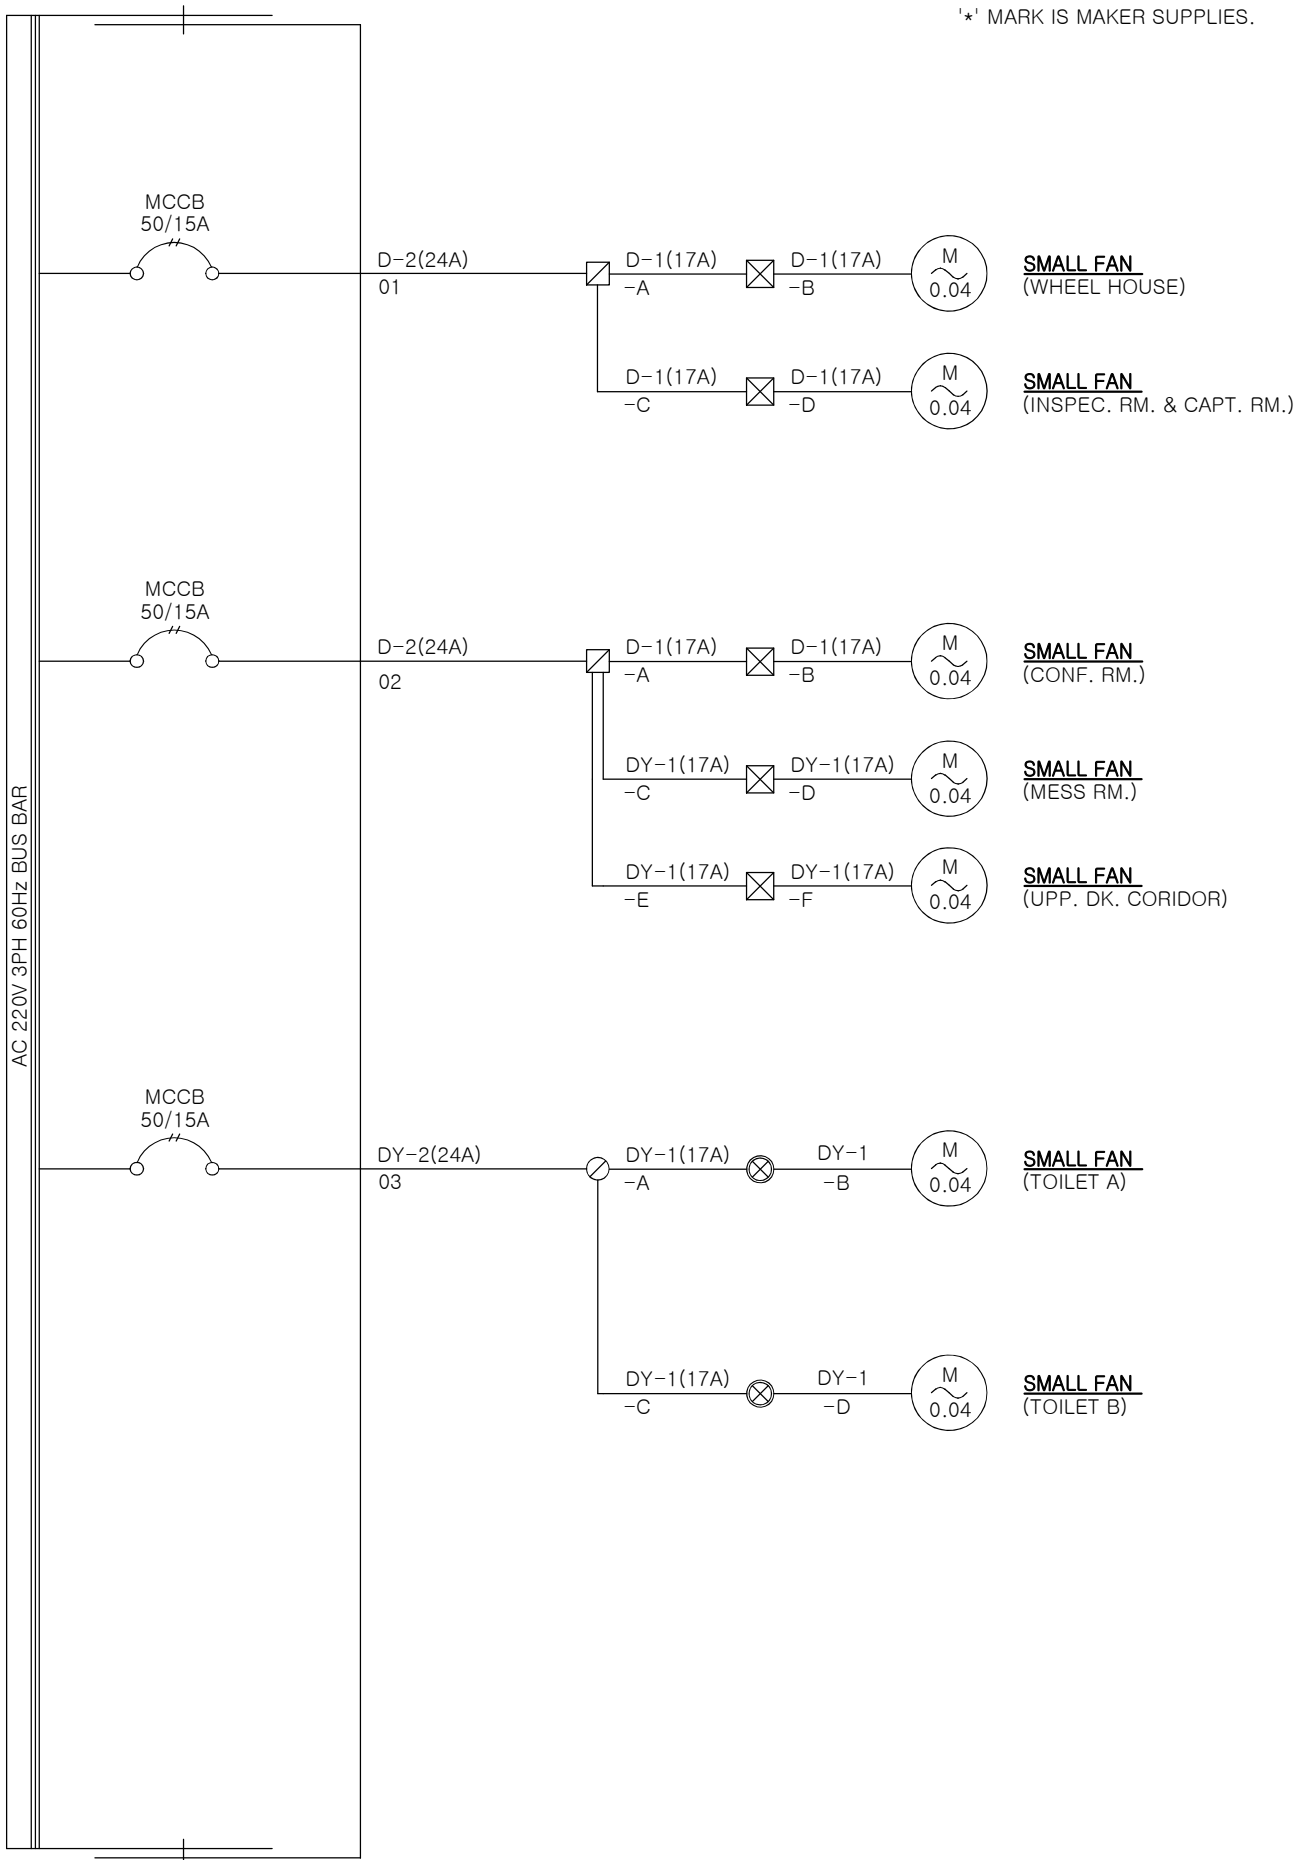 '*' MARK IS MAKER SUPPLIES.
AC 220V 3PH 60Hz BUS BAR
MCCB
50/15A
D-2(24A)
01
D-1(17A)
-A
D-1(17A)
-B
M
0.04
SMALL FAN
(WHEEL HOUSE)
D-1(17A)
-C
D-1(17A)
-D
M
0.04
SMALL FAN
(INSPEC. RM. & CAPT. RM.)
MCCB
50/15A
D-2(24A)
02
D-1(17A)
-A
D-1(17A)
-B
M
0.04
SMALL FAN
(CONF. RM.)
DY-1(17A)
-C
DY-1(17A)
-D
M
0.04
SMALL FAN
(MESS RM.)
DY-1(17A)
-E
DY-1(17A)
-F
M
0.04
SMALL FAN
(UPP. DK. CORIDOR)
MCCB
50/15A
DY-2(24A)
03
DY-1(17A)
-A
DY-1
-B
M
0.04
SMALL FAN
(TOILET A)
DY-1(17A)
-C
DY-1
-D
M
0.04
SMALL FAN
(TOILET B)